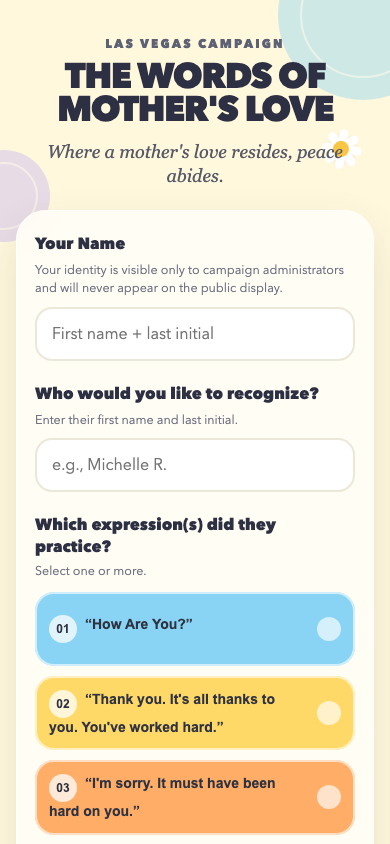 LAS VEGAS CAMPAIGN
THE WORDS OF
MOTHER'S LOVE
Where a mother's love resides, peace
abides.
Your Name
Your identity is visible only to campaign administrators
and will never appear on the public display.
First name + last initial
Who would you like to recognize?
Enter their first name and last initial.
e.g., Michelle R.
Which expression(s) did they
practice?
Select one or more.
01 “How Are You?”
02 “Thank you. It's all thanks to
you. You've worked hard.”
03 “I'm sorry. It must have been
hard on you.”